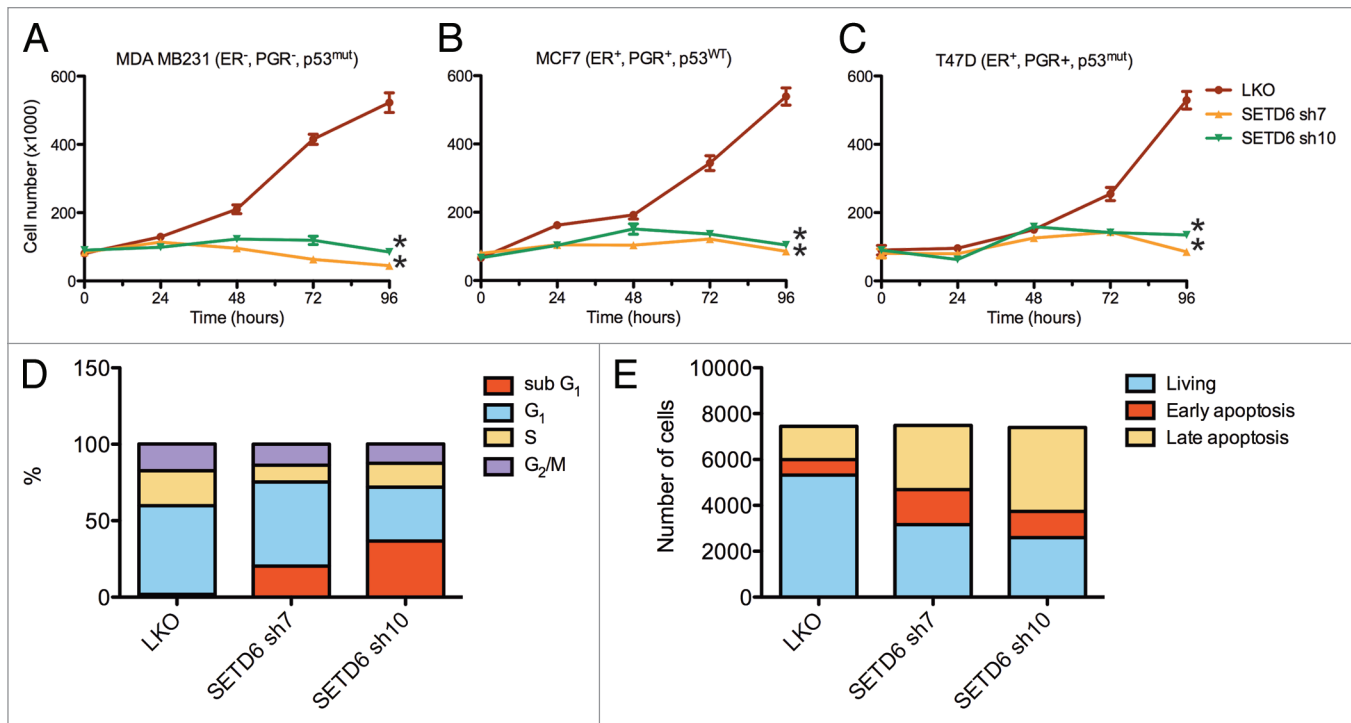 A
MDA MB231 (ER-, PGR-, p53mut)
Cell number (x1000)
600
400
200
0
0 24 48 72 96
Time (hours)
*
*
B
MCF7 (ER+, PGR+, p53WT)
600
400
200
0
0 24 48 72 96
Time (hours)
*
*
C
T47D (ER+, PGR+, p53mut)
600
400
200
0
0 24 48 72 96
Time (hours)
*
*
LKO
SETD6 sh7
SETD6 sh10
D
%
150
100
50
0
LKO
SETD6 sh7
SETD6 sh10
sub G1
G1
S
G2/M
E
Number of cells
10000
8000
6000
4000
2000
0
LKO
SETD6 sh7
SETD6 sh10
Living
Early apoptosis
Late apoptosis